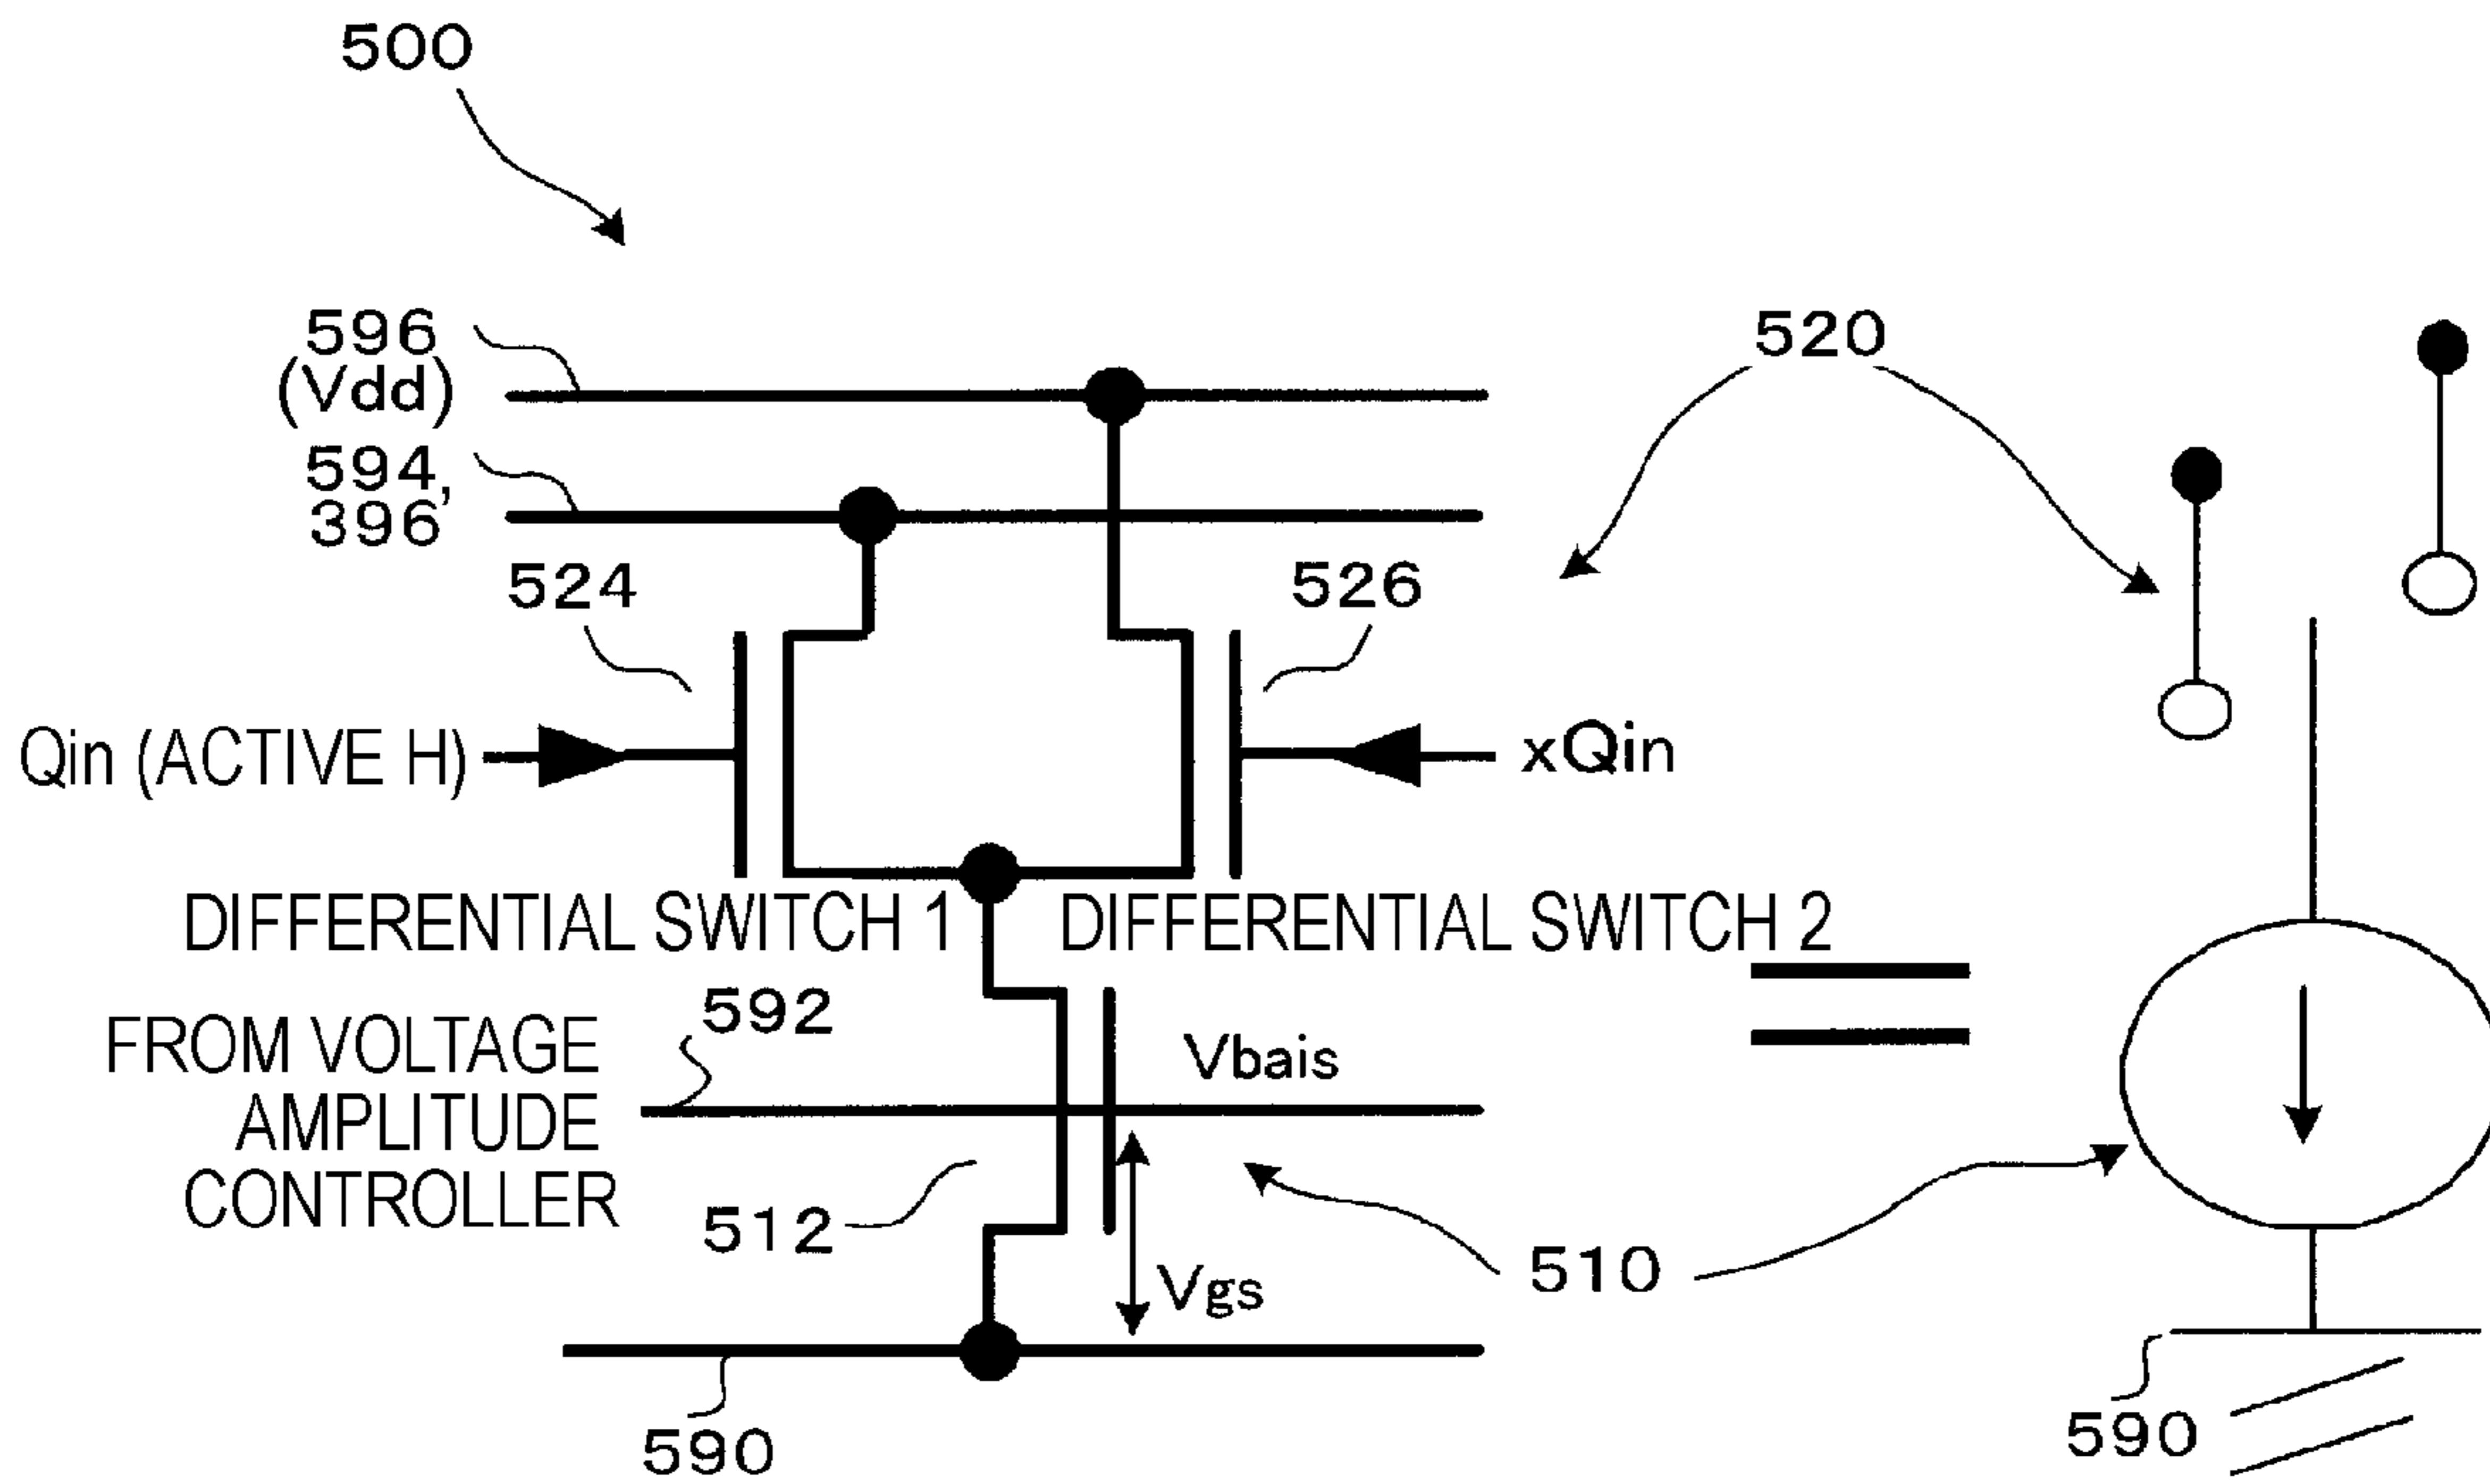 500
596
(Vdd)
594,
396
520
524
526
Qin (ACTIVE H)
xQin
DIFFERENTIAL SWITCH 1
DIFFERENTIAL SWITCH 2
592
FROM VOLTAGE
AMPLITUDE
CONTROLLER
Vbais
512
Vgs
510
590
590